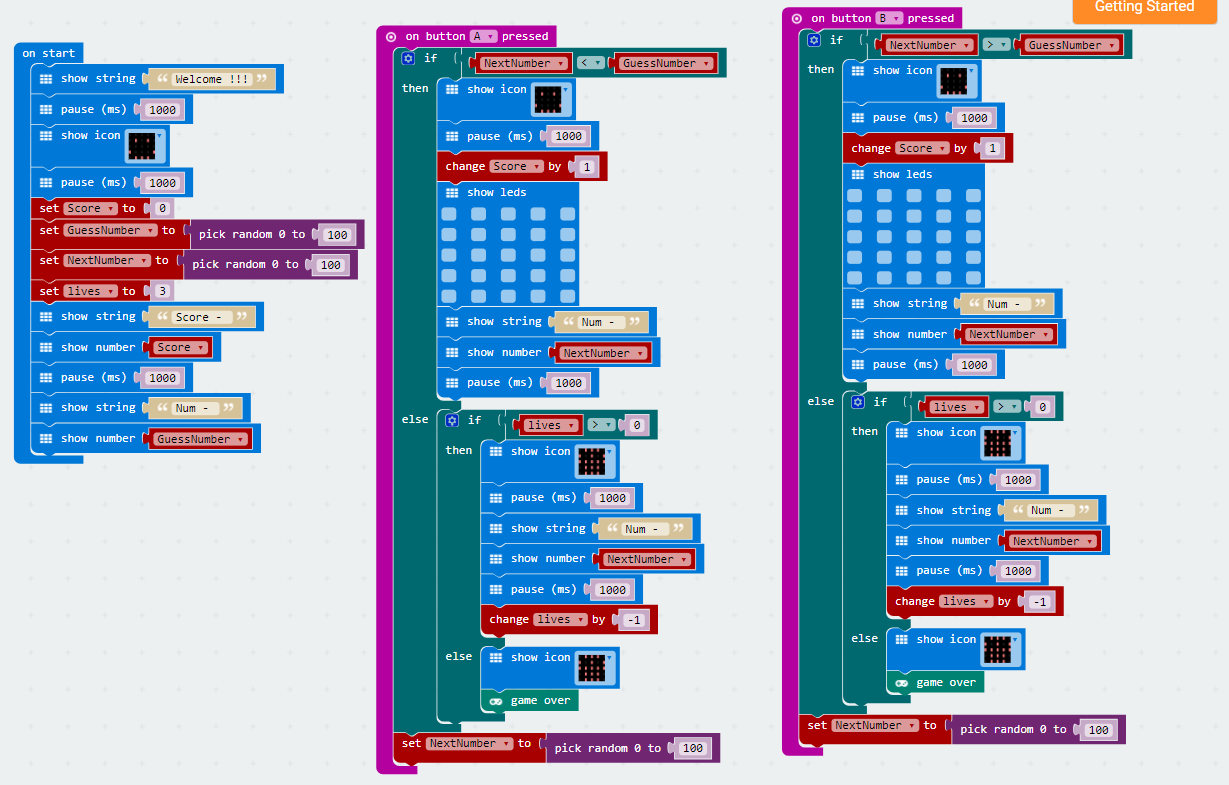 Getting Started
on start
show string “ Welcome !!! ”
pause (ms) 1000
show icon
pause (ms) 1000
set Score to 0
set GuessNumber to pick random 0 to 100
set NextNumber to pick random 0 to 100
set lives to 3
show string “ Score - ”
show number Score
pause (ms) 1000
show string “ Num - ”
show number GuessNumber
on button A pressed
if NextNumber < GuessNumber
then show icon
pause (ms) 1000
change Score by 1
show leds
show string “ Num - ”
show number NextNumber
pause (ms) 1000
else if lives > 0
then show icon
pause (ms) 1000
show string “ Num - ”
show number NextNumber
pause (ms) 1000
change lives by -1
else show icon
game over
set NextNumber to pick random 0 to 100
on button B pressed
if NextNumber > GuessNumber
then show icon
pause (ms) 1000
change Score by 1
show leds
show string “ Num - ”
show number NextNumber
pause (ms) 1000
else if lives > 0
then show icon
pause (ms) 1000
show string “ Num - ”
show number NextNumber
pause (ms) 1000
change lives by -1
else show icon
game over
set NextNumber to pick random 0 to 100